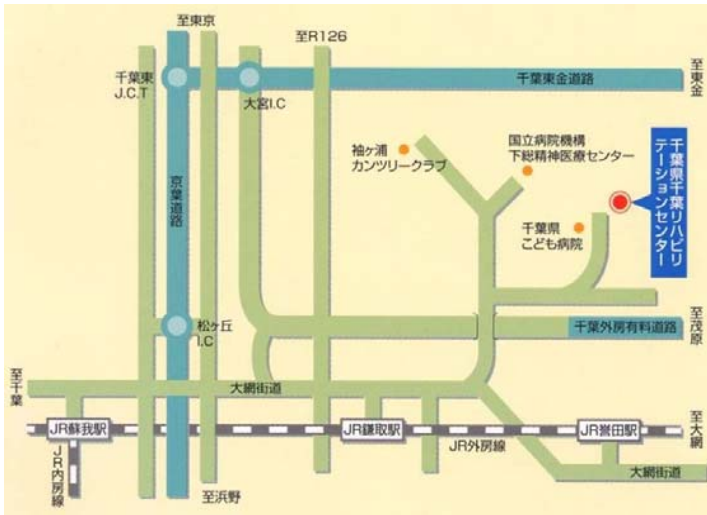 至東京
至R126
千葉東
J.C.T
大宮I.C
千葉東金道路
至東金
袖ヶ浦
カンツリークラブ
国立病院機構
下総精神医療センター
千葉県千葉リハビリ
テーションセンター
千葉県
こども病院
京葉道路
松ヶ丘
I.C
千葉外房有料道路
至茂原
至千葉
大網街道
JR蘇我駅
JR鎌取駅
JR誉田駅
至大網
JR外房線
JR内房線
大網街道
至浜野